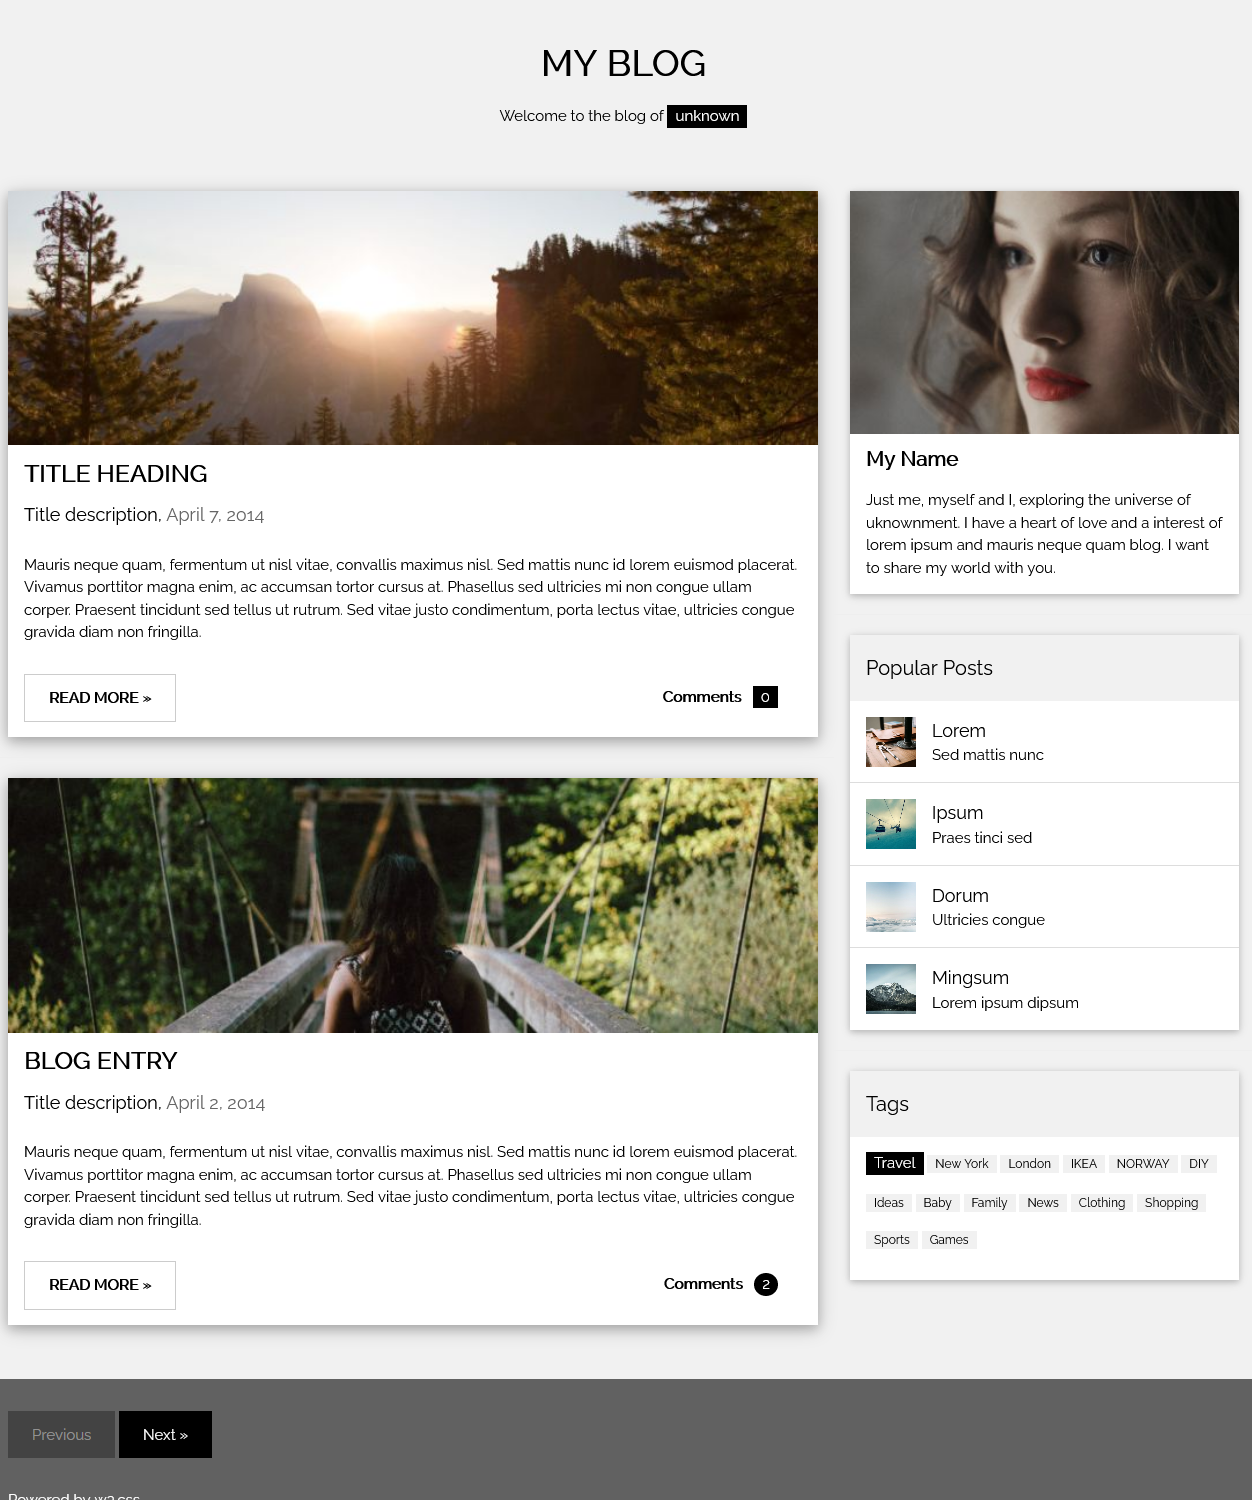 MY BLOG
Welcome to the blog of unknown
TITLE HEADING
Title description, April 7, 2014
Mauris neque quam, fermentum ut nisl vitae, convallis maximus nisl. Sed mattis nunc id lorem euismod placerat.
Vivamus porttitor magna enim, ac accumsan tortor cursus at. Phasellus sed ultricies mi non congue ullam
corper. Praesent tincidunt sed tellus ut rutrum. Sed vitae justo condimentum, porta lectus vitae, ultricies congue
gravida diam non fringilla.
READ MORE »
Comments 0
BLOG ENTRY
Title description, April 2, 2014
Mauris neque quam, fermentum ut nisl vitae, convallis maximus nisl. Sed mattis nunc id lorem euismod placerat.
Vivamus porttitor magna enim, ac accumsan tortor cursus at. Phasellus sed ultricies mi non congue ullam
corper. Praesent tincidunt sed tellus ut rutrum. Sed vitae justo condimentum, porta lectus vitae, ultricies congue
gravida diam non fringilla.
READ MORE »
Comments 2
My Name
Just me, myself and I, exploring the universe of
uknownment. I have a heart of love and a interest of
lorem ipsum and mauris neque quam blog. I want
to share my world with you.
Popular Posts
Lorem
Sed mattis nunc
Ipsum
Praes tinci sed
Dorum
Ultricies congue
Mingsum
Lorem ipsum dipsum
Tags
Travel New York London IKEA NORWAY DIY
Ideas Baby Family News Clothing Shopping
Sports Games
Previous Next »
Powered by w3.css